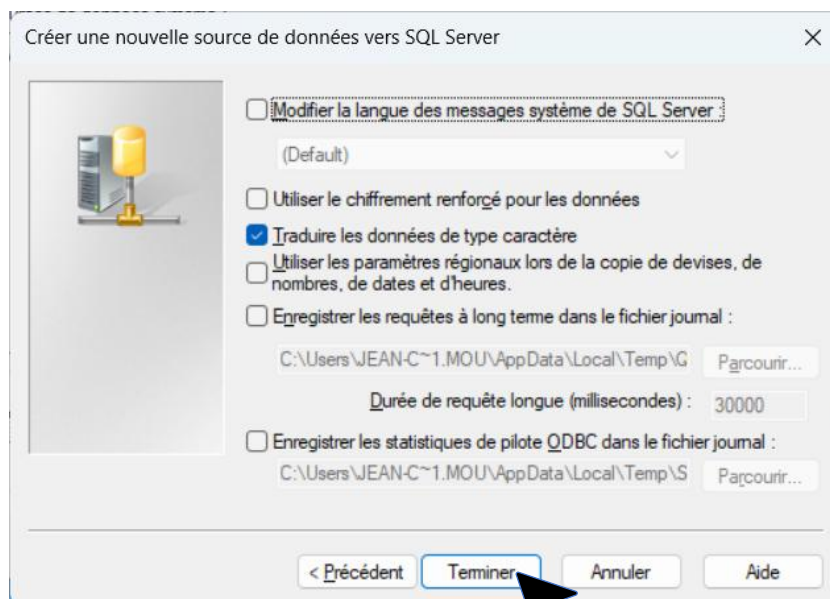 Créer une nouvelle source de données vers SQL Server
Modifier la langue des messages système de SQL Server :
(Default)
Utiliser le chiffrement renforcé pour les données
Traduire les données de type caractère
Utiliser les paramètres régionaux lors de la copie de devises, de
nombres, de dates et d'heures.
Enregistrer les requêtes à long terme dans le fichier journal :
C:\Users\JEAN-C~1.MOU\AppData\Local\Temp\Q Parcourir...
Durée de requête longue (millisecondes) : 30000
Enregistrer les statistiques de pilote ODBC dans le fichier journal :
C:\Users\JEAN-C~1.MOU\AppData\Local\Temp\S Parcourir...
< Précédent Terminer Annuler Aide